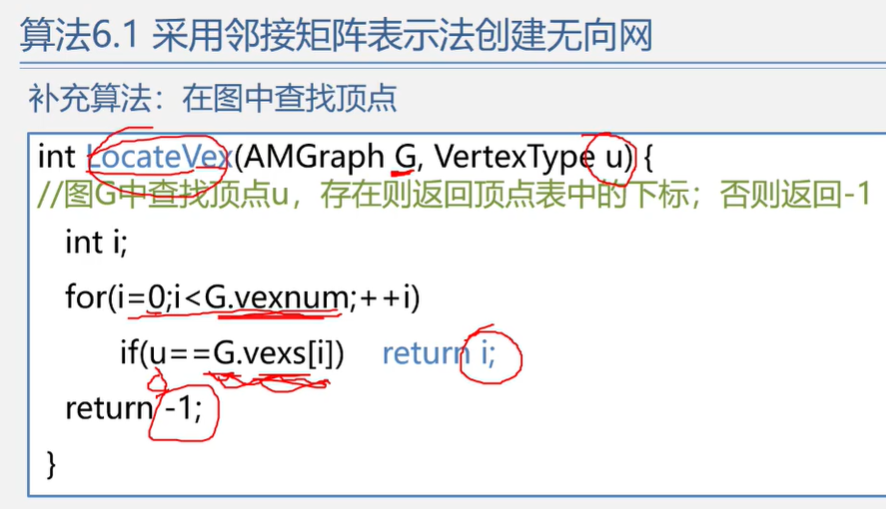 算法6.1 采用邻接矩阵表示法创建无向网
补充算法：在图中查找顶点
int LocateVex(AMGraph G, VertexType u) {
//图G中查找顶点u，存在则返回顶点表中的下标；否则返回-1
int i;
for(i=0;i<G.vexnum;++i)
if(u==G.vexs[i]) return i;
return -1;
}